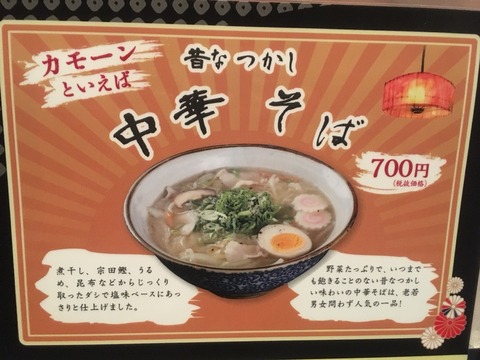 カモーン
といえば
昔なつかし
中華そば
700円
(税抜価格)
煮干し、宗田鰹、うる
め、昆布などからじっくり
取ったダシで塩味ベースにあっ
さりと仕上げました。
野菜たっぷりで、いつまで
も飽きることのない昔なつかし
い味わいの中華そばは、老若
男女問わず人気の一品!